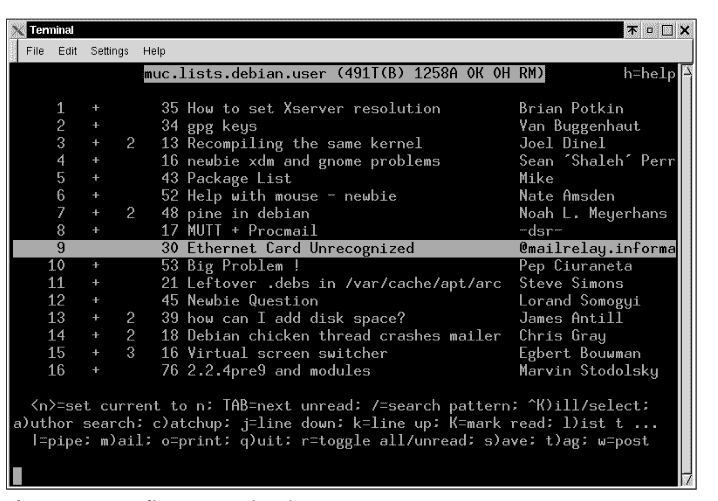 Terminal
File Edit Settings Help
muc.lists.debian.user (491T(B) 1258A 0K 0H RM) h=help
1 + 35 How to set Xserver resolution Brian Potkin
2 + 34 gpg keys Van Buggenhaut
3 + 2 13 Recompiling the same kernel Joel Dinel
4 + 16 newbie xdm and gnome problems Sean ´Shaleh´ Perr
5 + 43 Package List Mike
6 + 52 Help with mouse - newbie Nate Amsden
7 + 2 48 pine in debian Noah L. Meyerhans
8 + 17 MUTT + Procmail -dsr-
9 30 Ethernet Card Unrecognized @mailrelay.informa
10 + 53 Big Problem ! Pep Ciuraneta
11 + 21 Leftover .debs in /var/cache/apt/arc Steve Simons
12 + 45 Newbie Question Lorand Somogyi
13 + 2 39 how can I add disk space? James Antill
14 + 2 18 Debian chicken thread crashes mailer Chris Gray
15 + 3 16 Virtual screen switcher Egbert Bouwman
16 + 76 2.2.4pre9 and modules Marvin Stodolsky
<n>=set current to n; TAB=next unread; /=search pattern; ^K)ill/select;
a)uthor search; c)atchup; j=line down; k=line up; K=mark read; l)ist t ...
|=pipe; m)ail; o=print; q)uit; r=toggle all/unread; s)ave; t)ag; w=post